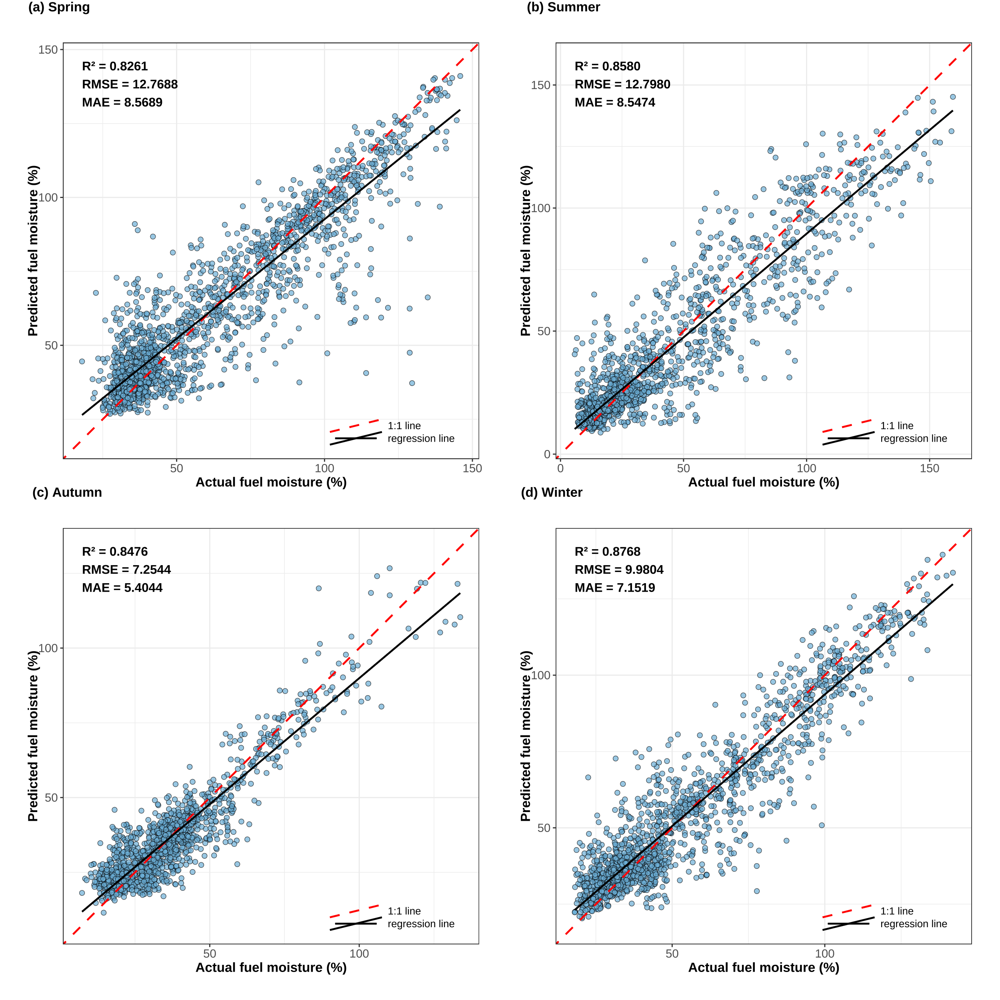 (a) Spring
150
R² = 0.8261
RMSE = 12.7688
MAE = 8.5689
100
50
Predicted fuel moisture (%)
1:1 line
regression line
50
100
150
Actual fuel moisture (%)
(b) Summer
R² = 0.8580
RMSE = 12.7980
MAE = 8.5474
150
100
50
0
Predicted fuel moisture (%)
1:1 line
regression line
0
50
100
150
Actual fuel moisture (%)
(c) Autumn
R² = 0.8476
RMSE = 7.2544
MAE = 5.4044
100
50
Predicted fuel moisture (%)
1:1 line
regression line
50
100
Actual fuel moisture (%)
(d) Winter
R² = 0.8768
RMSE = 9.9804
MAE = 7.1519
100
50
Predicted fuel moisture (%)
1:1 line
regression line
50
100
Actual fuel moisture (%)